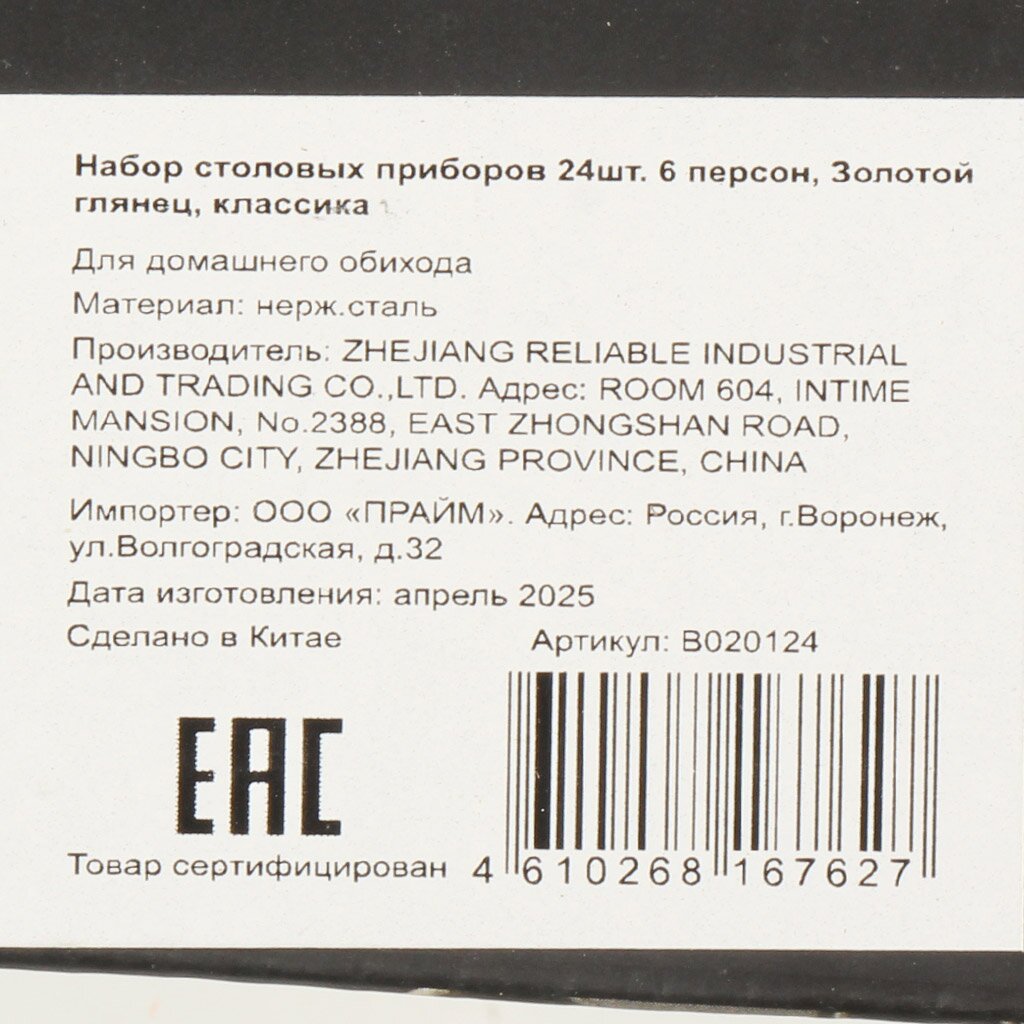 Набор столовых приборов 24шт. 6 персон, Золотой
глянец, классика
Для домашнего обихода
Материал: нерж.сталь
Производитель: ZHEJIANG RELIABLE INDUSTRIAL
AND TRADING CO.,LTD. Адрес: ROOM 604, INTIME
MANSION, No.2388, EAST ZHONGSHAN ROAD,
NINGBO CITY, ZHEJIANG PROVINCE, CHINA
Импортер: ООО «ПРАЙМ». Адрес: Россия, г.Воронеж,
ул.Волгоградская, д.32
Дата изготовления: апрель 2025
Сделано в Китае Артикул: B020124
EAC
Товар сертифицирован 4 610268 167627